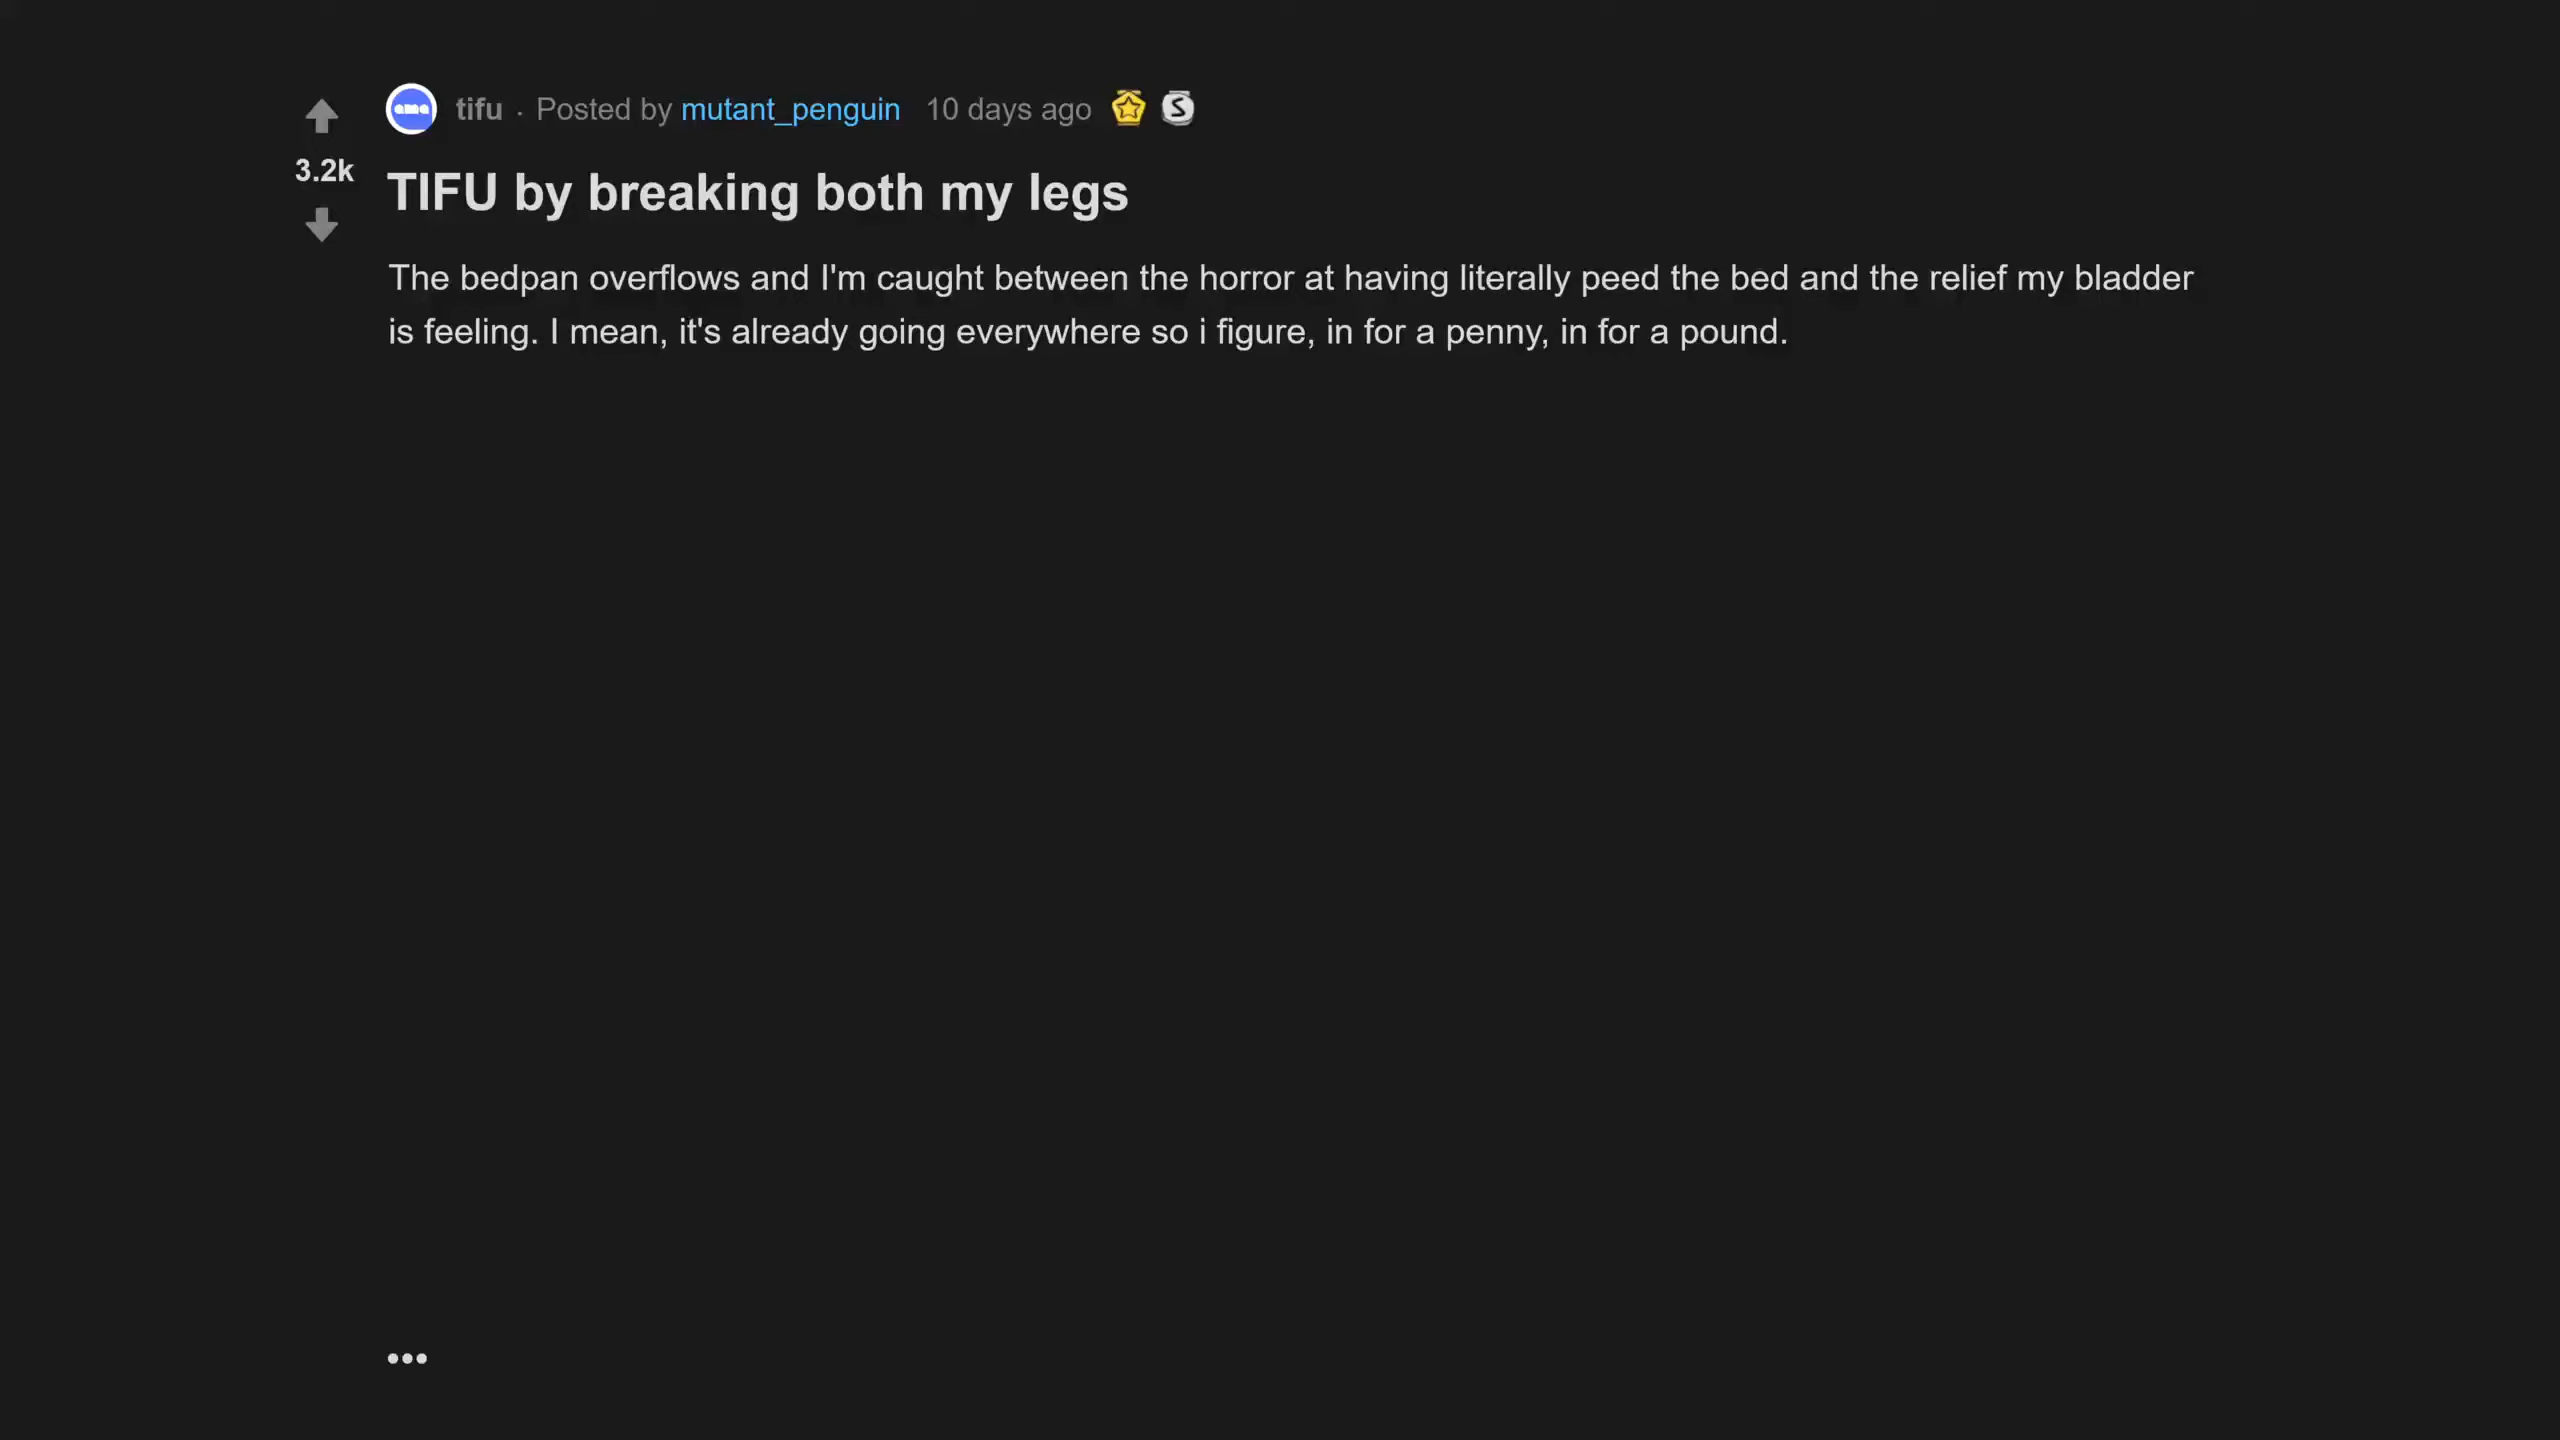 ama tifu · Posted by mutant_penguin 10 days ago S
3.2k
TIFU by breaking both my legs
The bedpan overflows and I'm caught between the horror at having literally peed the bed and the relief my bladder
is feeling. I mean, it's already going everywhere so i figure, in for a penny, in for a pound.
•••